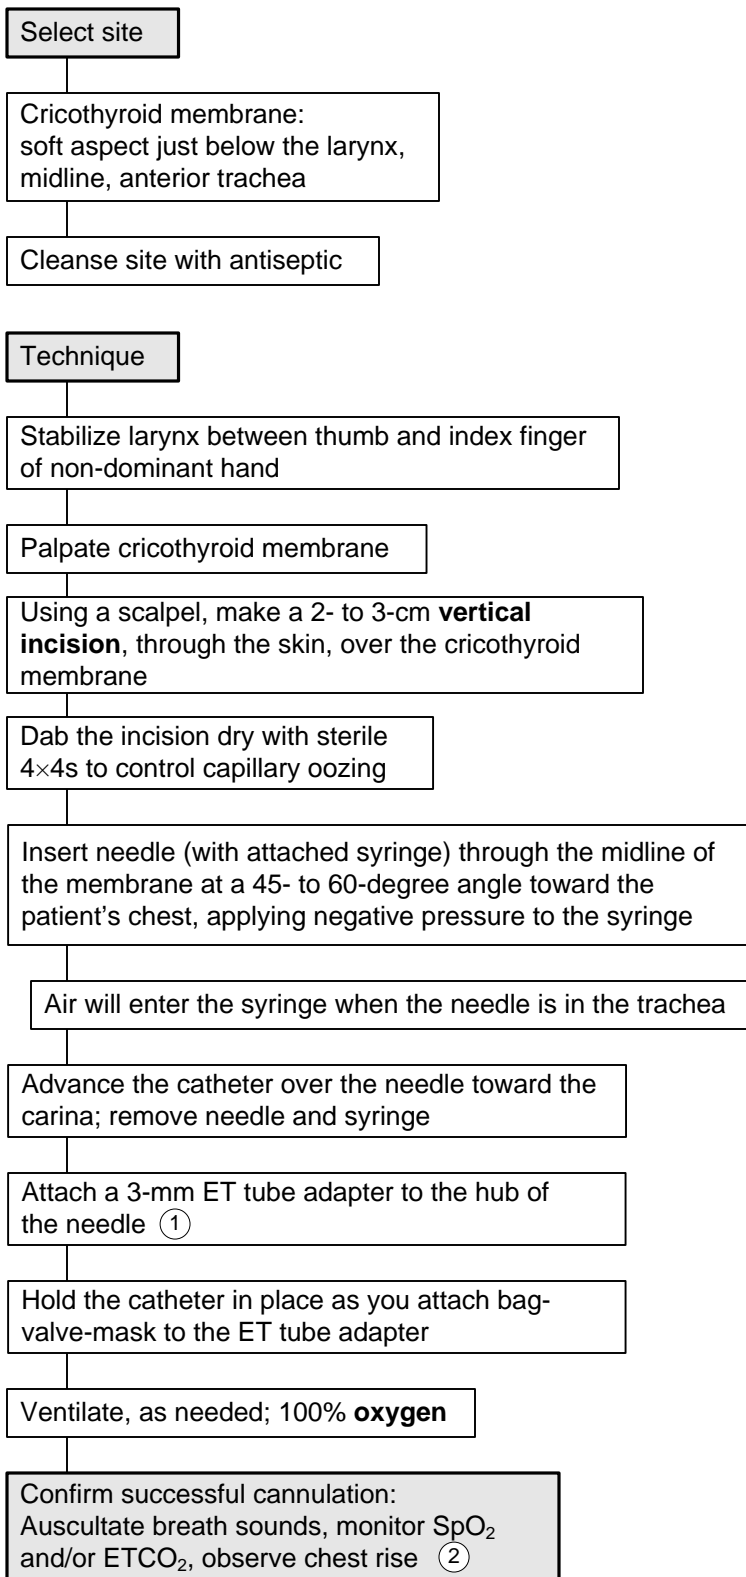 Select site
Cricothyroid membrane:
soft aspect just below the larynx,
midline, anterior trachea
Cleanse site with antiseptic
Technique
Stabilize larynx between thumb and index finger
of non-dominant hand
Palpate cricothyroid membrane
Using a scalpel, make a 2- to 3-cm vertical
incision, through the skin, over the cricothyroid
membrane
Dab the incision dry with sterile
4×4s to control capillary oozing
Insert needle (with attached syringe) through the midline of
the membrane at a 45- to 60-degree angle toward the
patient’s chest, applying negative pressure to the syringe
Air will enter the syringe when the needle is in the trachea
Advance the catheter over the needle toward the
carina; remove needle and syringe
Attach a 3-mm ET tube adapter to the hub of
the needle ①
Hold the catheter in place as you attach bag-
valve-mask to the ET tube adapter
Ventilate, as needed; 100% oxygen
Confirm successful cannulation:
Auscultate breath sounds, monitor SpO₂
and/or ETCO₂, observe chest rise ②